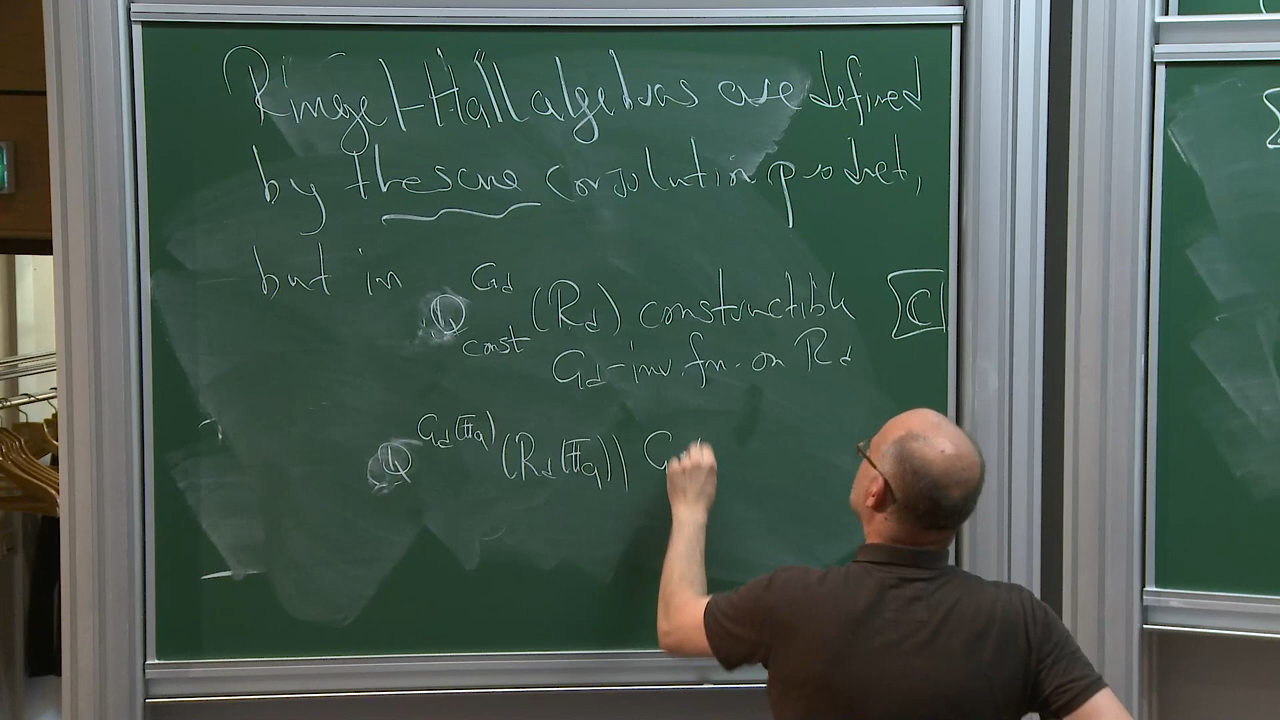 Ringel-Hall algebras are defined
by the same convolution product,
but in ℚ_const^{G_d} (R_d) constructible [ℂ]
G_d-inv. fn. on R_d
ℚ^{G_d(𝔽_q)} (R_d(𝔽_q)) G